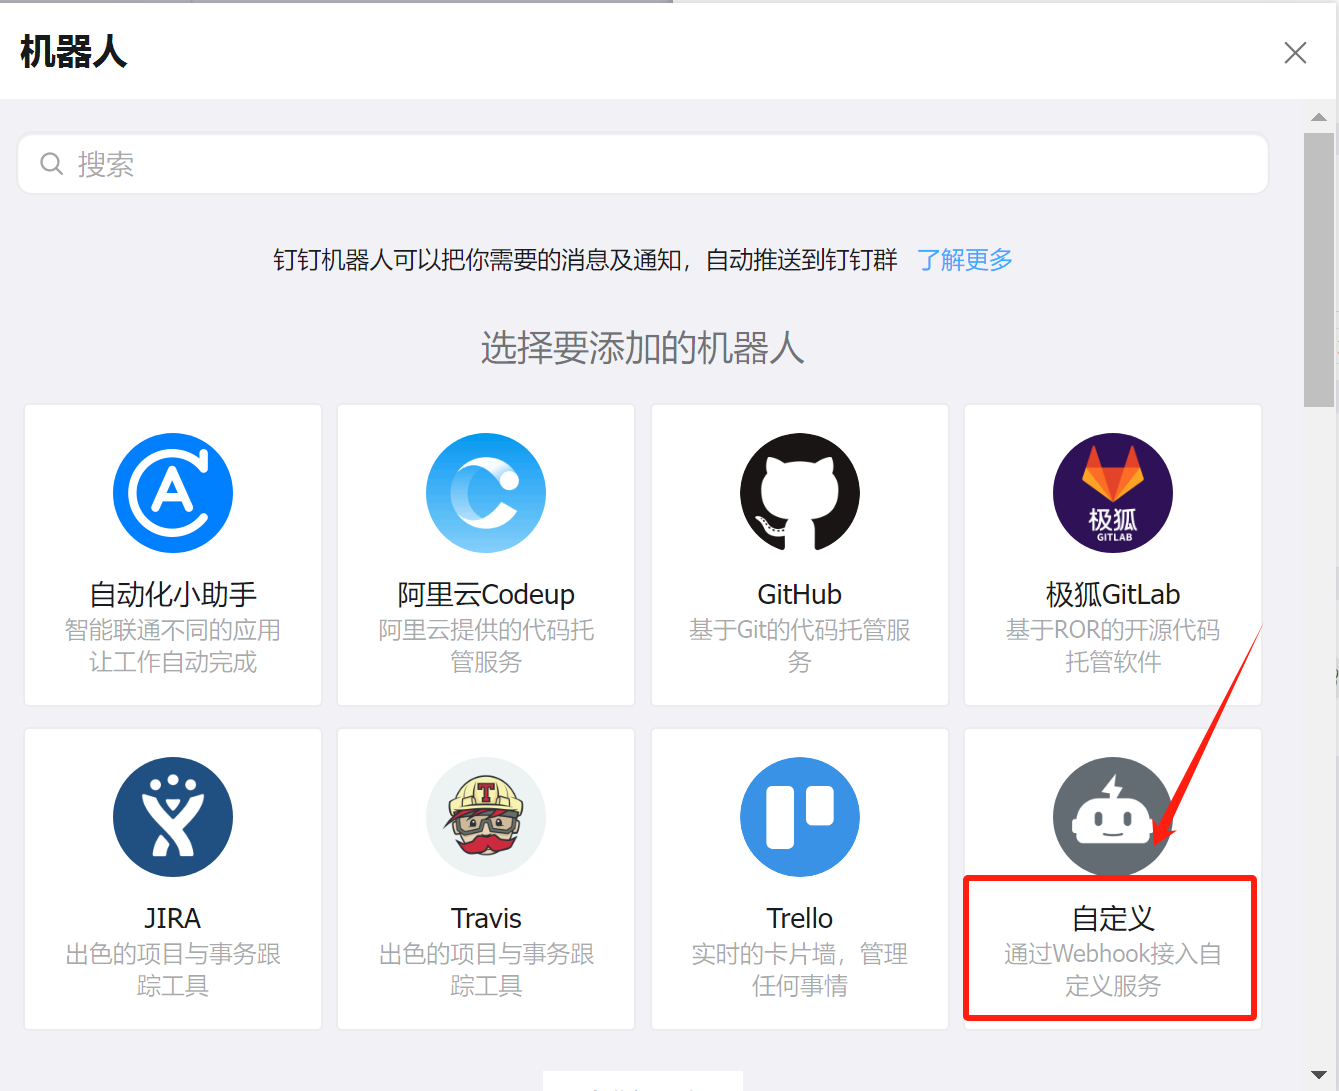 机器人
搜索
钉钉机器人可以把你需要的消息及通知，自动推送到钉钉群 了解更多
选择要添加的机器人
极狐
GITLAB
自动化小助手
智能联通不同的应用
让工作自动完成
阿里云Codeup
阿里云提供的代码托
管服务
GitHub
基于Git的代码托管服
务
极狐GitLab
基于ROR的开源代码
托管软件
T
JIRA
出色的项目与事务跟
踪工具
Travis
出色的项目与事务跟
踪工具
Trello
实时的卡片墙，管理
任何事情
自定义
通过Webhook接入自
定义服务